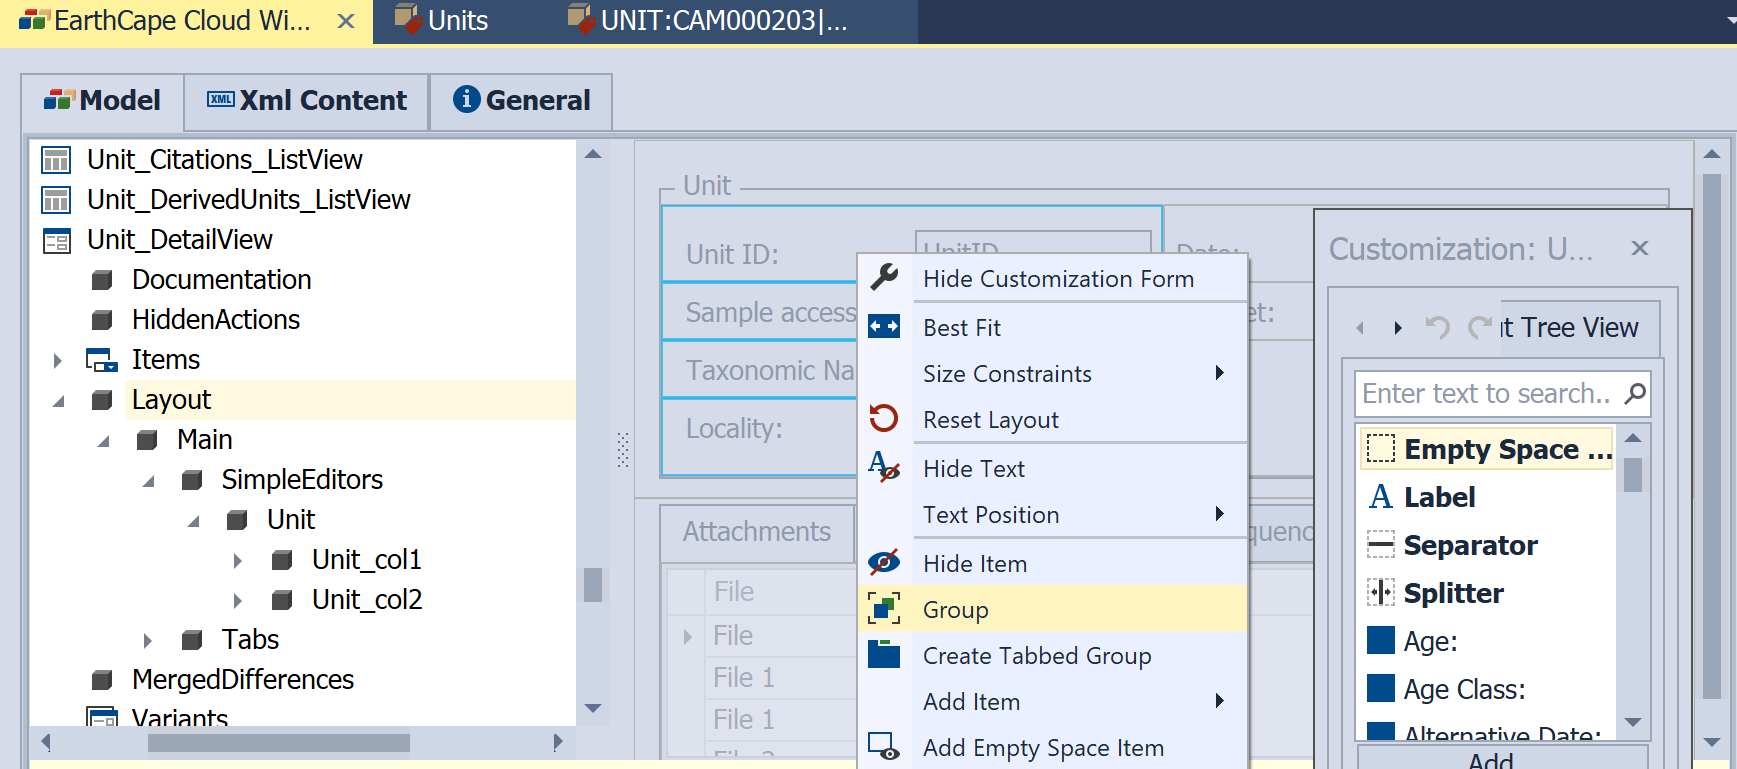 EarthCape Cloud Wi...
Units
UNIT:CAM000203|...
Model
XML
Xml Content
General
Unit_Citations_ListView
Unit_DerivedUnits_ListView
Unit_DetailView
Documentation
HiddenActions
Items
Layout
Main
SimpleEditors
Unit
Unit_col1
Unit_col2
Tabs
MergedDifferences
Variants
Unit
Unit ID:
UnitID
Date:
Sample access
et:
Taxonomic Na
Locality:
Attachments
quenc
File
File
File 1
File 1
Hide Customization Form
Best Fit
Size Constraints
Reset Layout
Hide Text
Text Position
Hide Item
Group
Create Tabbed Group
Add Item
Add Empty Space Item
Customization: U...
t Tree View
Enter text to search..
Empty Space ...
Label
Separator
Splitter
Age:
Age Class:
Alternative Date:
Add